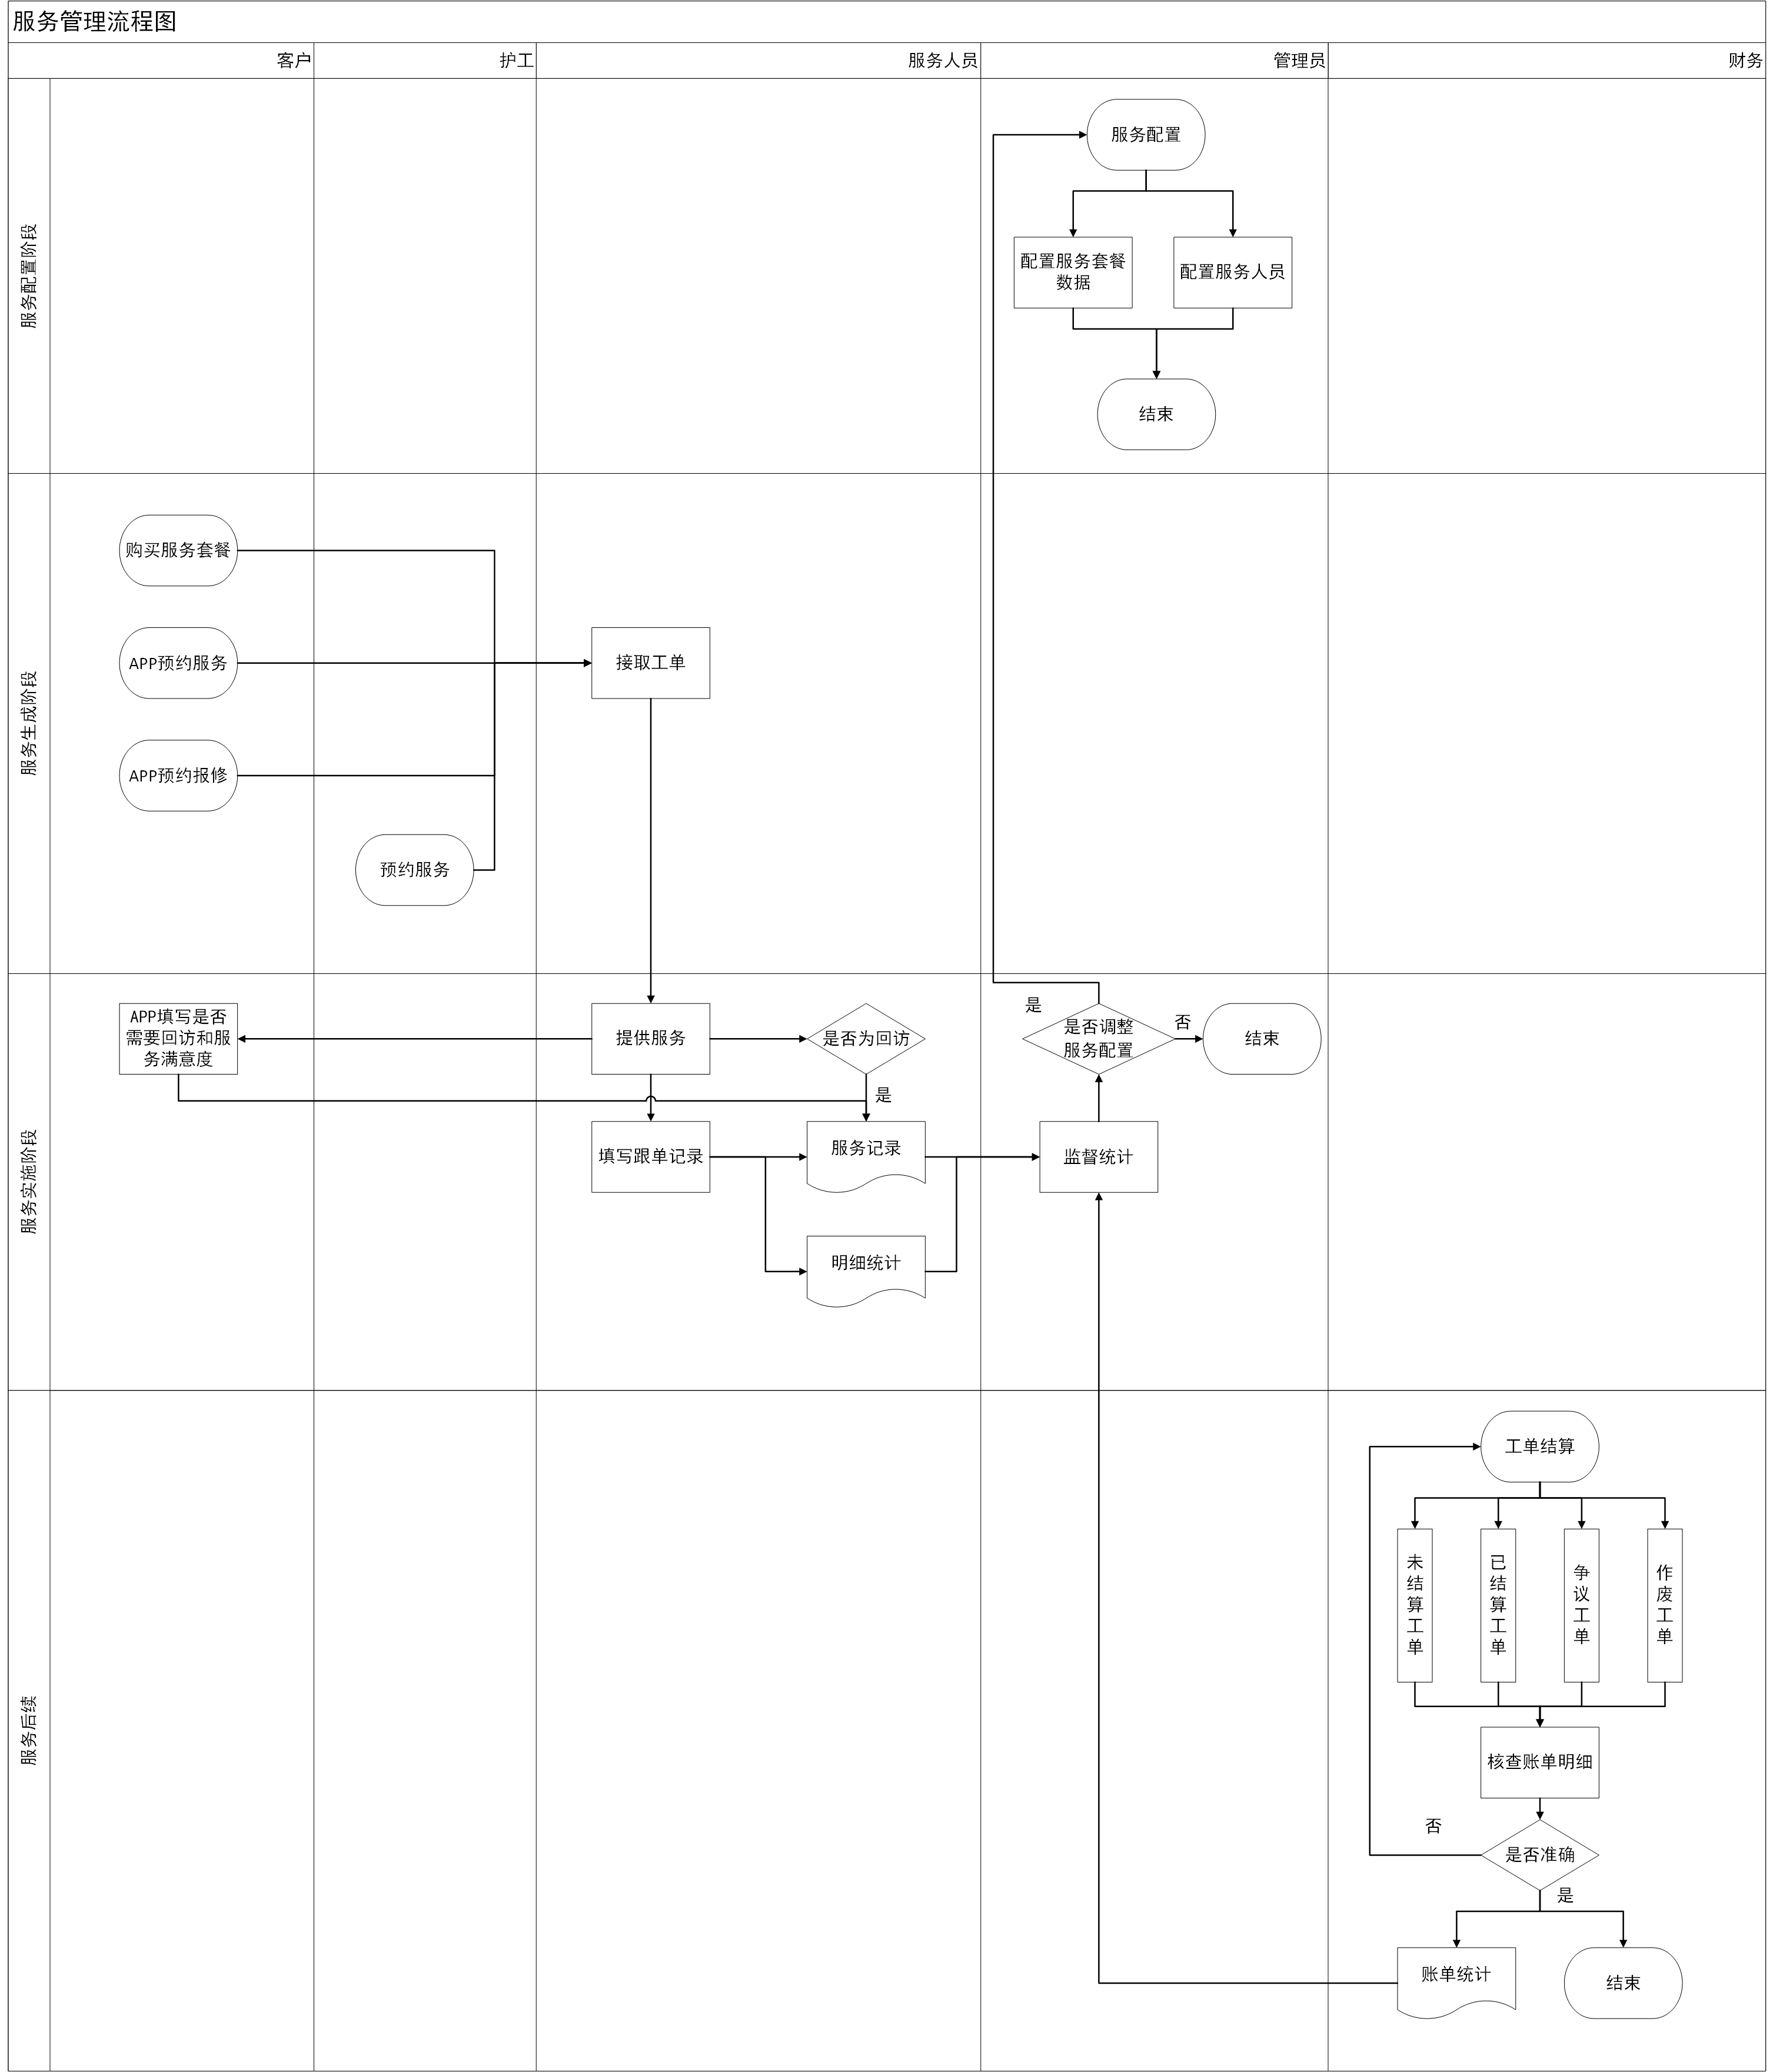 服务管理流程图
客户
护工
服务人员
管理员
财务
服务配置阶段
服务配置
配置服务套餐
数据
配置服务人员
结束
服务生成阶段
购买服务套餐
APP预约服务
接取工单
APP预约报修
预约服务
服务实施阶段
APP填写是否
需要回访和服
务满意度
提供服务
是否为回访
是
是
是否调整
服务配置
否
结束
填写跟单记录
服务记录
监督统计
明细统计
服务后续
工单结算
未结算工单
已结算工单
争议工单
作废工单
核查账单明细
否
是否准确
是
账单统计
结束